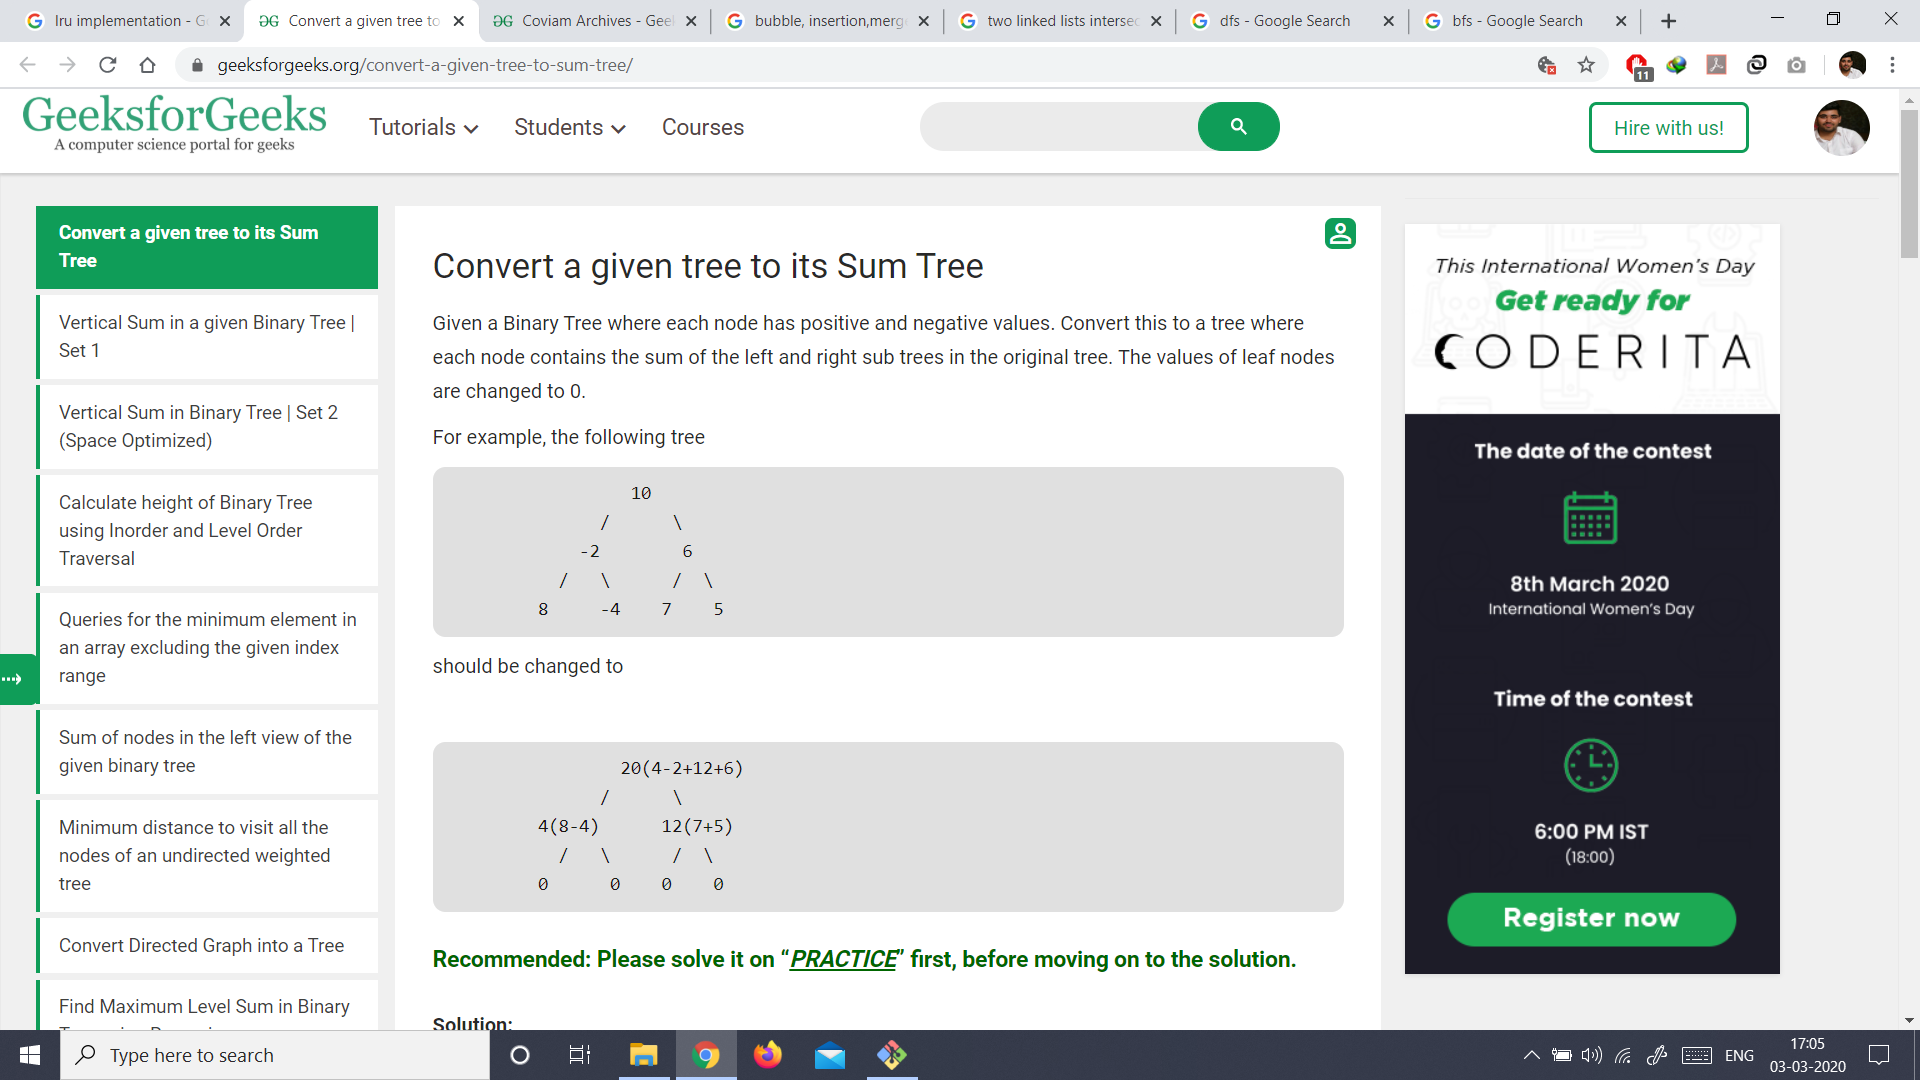 lru implementation - G
Convert a given tree to
Coviam Archives - Geek
bubble, insertion,merg
two linked lists intersec
dfs - Google Search
bfs - Google Search
geeksforgeeks.org/convert-a-given-tree-to-sum-tree/
11
GeeksforGeeks
A computer science portal for geeks
Tutorials
Students
Courses
Hire with us!
Convert a given tree to its Sum
Tree
Vertical Sum in a given Binary Tree |
Set 1
Vertical Sum in Binary Tree | Set 2
(Space Optimized)
Calculate height of Binary Tree
using Inorder and Level Order
Traversal
Queries for the minimum element in
an array excluding the given index
range
Sum of nodes in the left view of the
given binary tree
Minimum distance to visit all the
nodes of an undirected weighted
tree
Convert Directed Graph into a Tree
Find Maximum Level Sum in Binary
Convert a given tree to its Sum Tree
Given a Binary Tree where each node has positive and negative values. Convert this to a tree where
each node contains the sum of the left and right sub trees in the original tree. The values of leaf nodes
are changed to 0.
For example, the following tree
10
/ \
-2 6
/ \ / \
8 -4 7 5
should be changed to
20(4-2+12+6)
/ \
4(8-4) 12(7+5)
/ \ / \
0 0 0 0
Recommended: Please solve it on “PRACTICE” first, before moving on to the solution.
Solution:
This International Women's Day
Get ready for
CODERITA
The date of the contest
8th March 2020
International Women's Day
Time of the contest
6:00 PM IST
(18:00)
Register now
Type here to search
ENG
17:05
03-03-2020